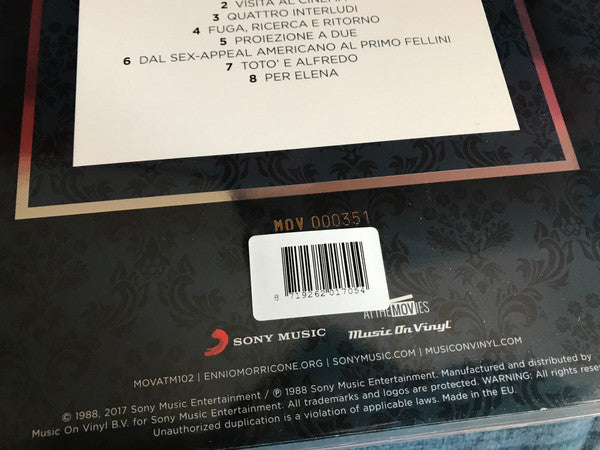 2 VISITA AL CINEMA
3 QUATTRO INTERLUDI
4 FUGA, RICERCA E RITORNO
5 PROIEZIONE A DUE
6 DAL SEX-APPEAL AMERICANO AL PRIMO FELLINI
7 TOTO' E ALFREDO
8 PER ELENA
MOV 000351
8 719262 017054
AT THE MOVIES
SONY MUSIC
Music On Vinyl
MOVATM102 | ENNIOMORRICONE.ORG | SONYMUSIC.COM | MUSICONVINYL.COM
© 1988, 2017 Sony Music Entertainment / ℗ 1988 Sony Music Entertainment. Manufactured and distributed by
Music On Vinyl B.V. for Sony Music Entertainment. All trademarks and logos are protected. WARNING: All rights
Unauthorized duplication is a violation of applicable laws. Made in the EU.